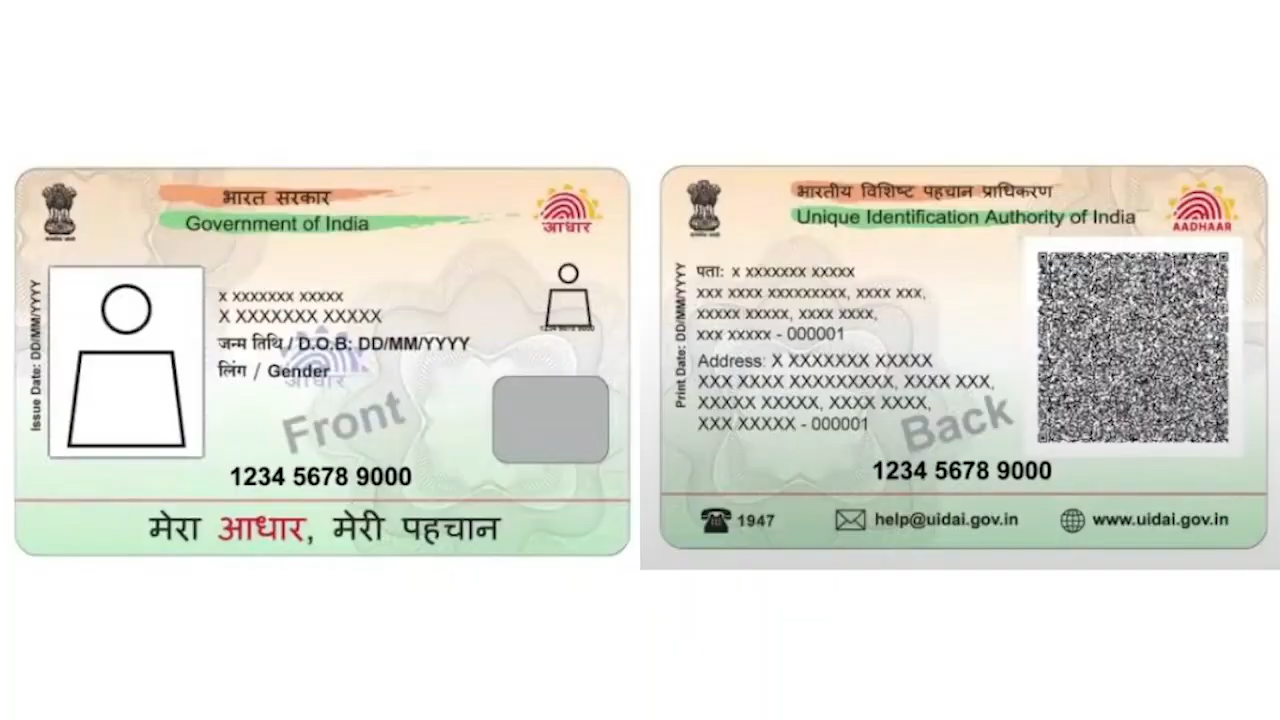 भारत सरकार
Government of India
आधार
Issue Date: DD/MM/YYYY
X XXXXXXX XXXXX
X XXXXXXX XXXXX
जन्म तिथि / D.O.B: DD/MM/YYYY
लिंग / Gender
आधार
1234 5678 9000
Front
1234 5678 9000
मेरा आधार, मेरी पहचान
भारतीय विशिष्ट पहचान प्राधिकरण
Unique Identification Authority of India
AADHAAR
Print Date: DD/MM/YYYY
पता: X XXXXXXX XXXXX
XXX XXXX XXXXXXXXX, XXXX XXX,
XXXXX XXXXX, XXXX XXXX,
XXX XXXXX - 000001
Address: X XXXXXXX XXXXX
XXX XXXX XXXXXXXXX, XXXX XXX,
XXXXX XXXXX, XXXX XXXX,
XXX XXXXX - 000001
Back
1234 5678 9000
1947
help@uidai.gov.in
www.uidai.gov.in